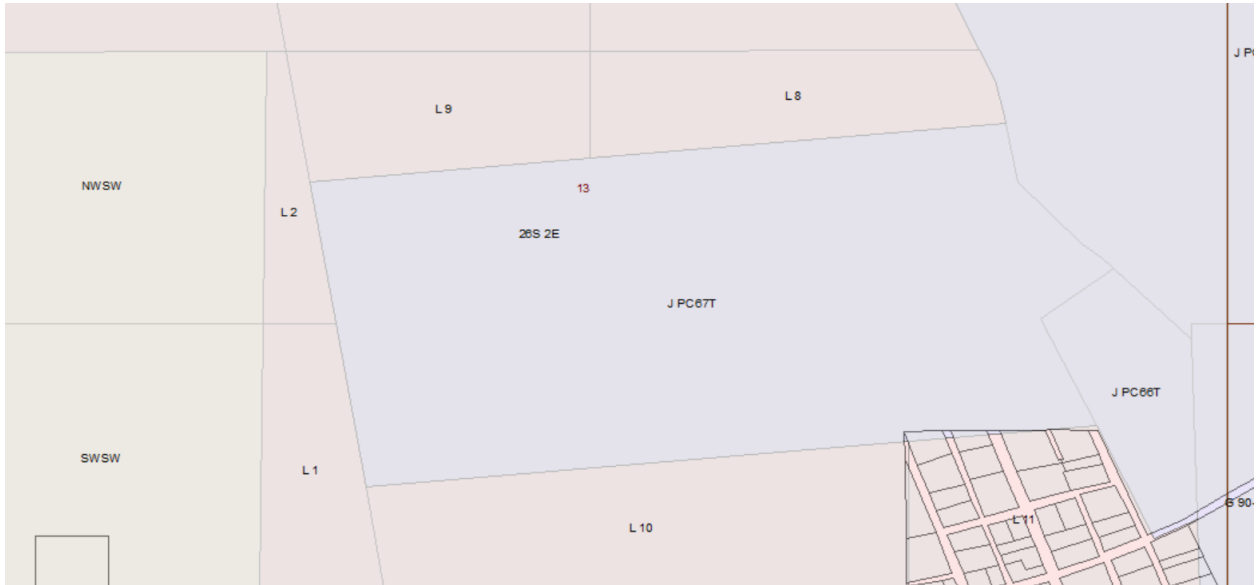 J P
L 9
L 8
NWSW
13
L 2
26S 2E
J PC67T
J PC66T
SWSW
L 1
L 10
L 11
G 90-